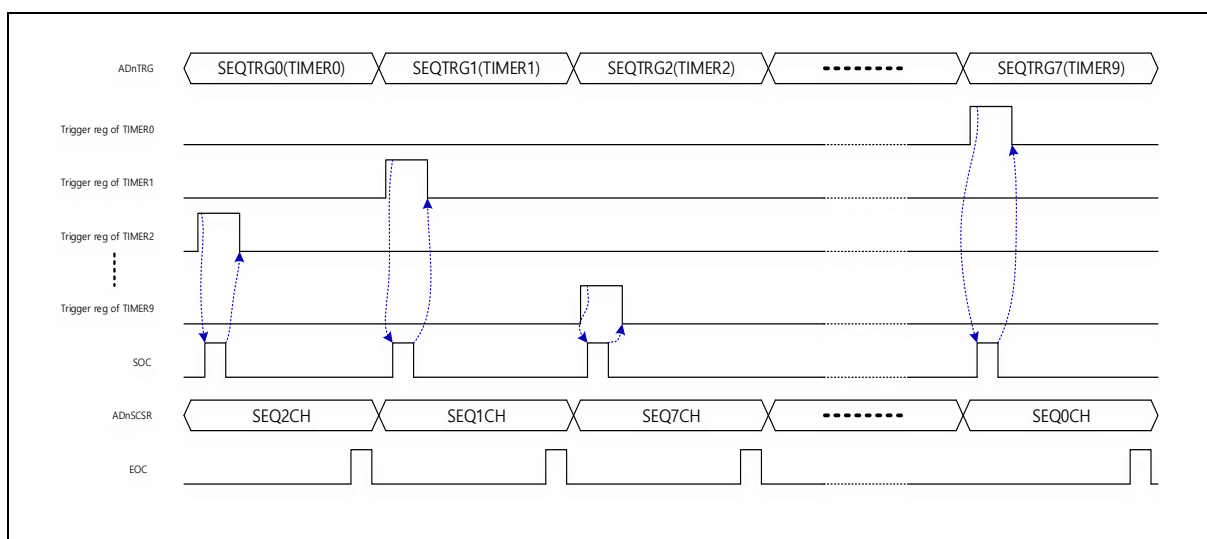 ADnTRG SEQTRG0(TIMER0) SEQTRG1(TIMER1) SEQTRG2(TIMER2) SEQTRG7(TIMER9)
Trigger reg of TIMER0
Trigger reg of TIMER1
Trigger reg of TIMER2
Trigger reg of TIMER9
SOC
ADnSCSR SEQ2CH SEQ1CH SEQ7CH SEQ0CH
EOC